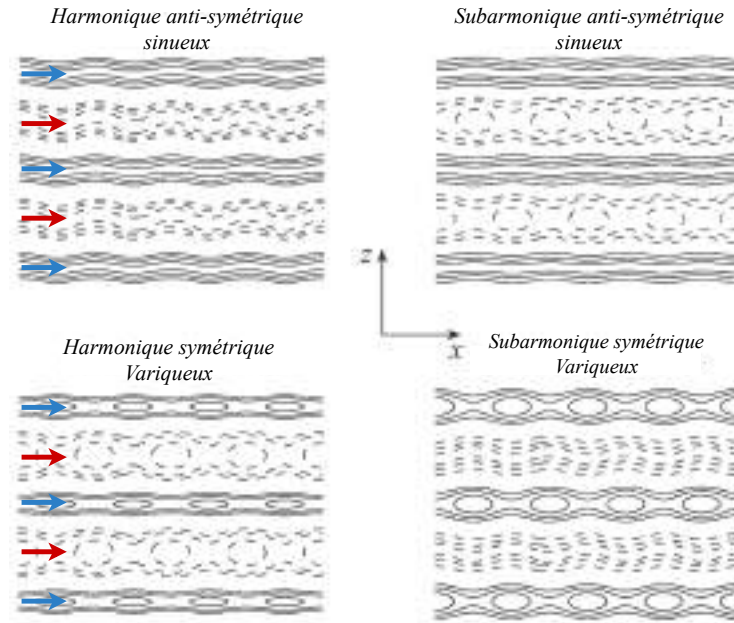 Harmonique anti-symétrique
sinueux
Subarmonique anti-symétrique
sinueux
z
x
Harmonique symétrique
Variqueux
Subarmonique symétrique
Variqueux